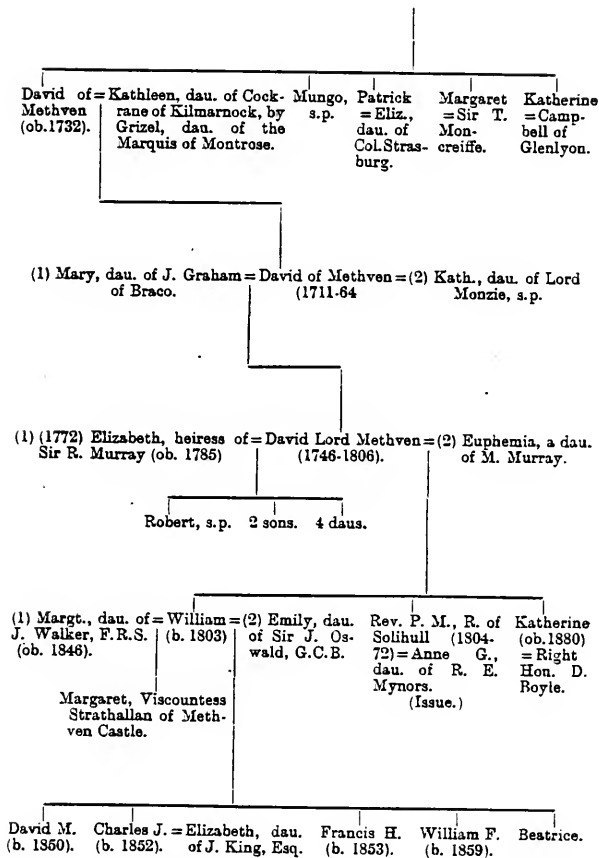 David of = Kathleen, dau. of Cock- Mungo, Patrick Margaret Katherine
Methven rane of Kilmarnock, by s.p. = Eliz., = Sir T. = Camp-
(ob. 1732). Grizel, dau. of the dau. of Mon- bell of
Marquis of Montrose. Col. Stras- creiffe. Glenlyon.
burg.
(1) Mary, dau. of J. Graham = David of Methven = (2) Kath., dau. of Lord
of Braco. (1711-64 Monzie, s.p.
(1) (1772) Elizabeth, heiress of = David Lord Methven = (2) Euphemia, a dau.
Sir R. Murray (ob. 1785) (1746-1806). of M. Murray.
Robert, s.p. 2 sons. 4 daus.
(1) Margt., dau. of = William = (2) Emily, dau. Rev. P. M., R. of Katherine
J. Walker, F.R.S. (b. 1803) of Sir J. Os- Solihull (1804- (ob. 1880)
(ob. 1846). wald, G.C.B. 72) = Anne G., = Right
dau. of R. E. Hon. D.
Margaret, Viscountess Mynors. Boyle.
Strathallan of Meth- (Issue.)
ven Castle.
David M. Charles J. = Elizabeth, dau. Francis H. William F. Beatrice.
(b. 1850). (b. 1852). of J. King, Esq. (b. 1853). (b. 1859).